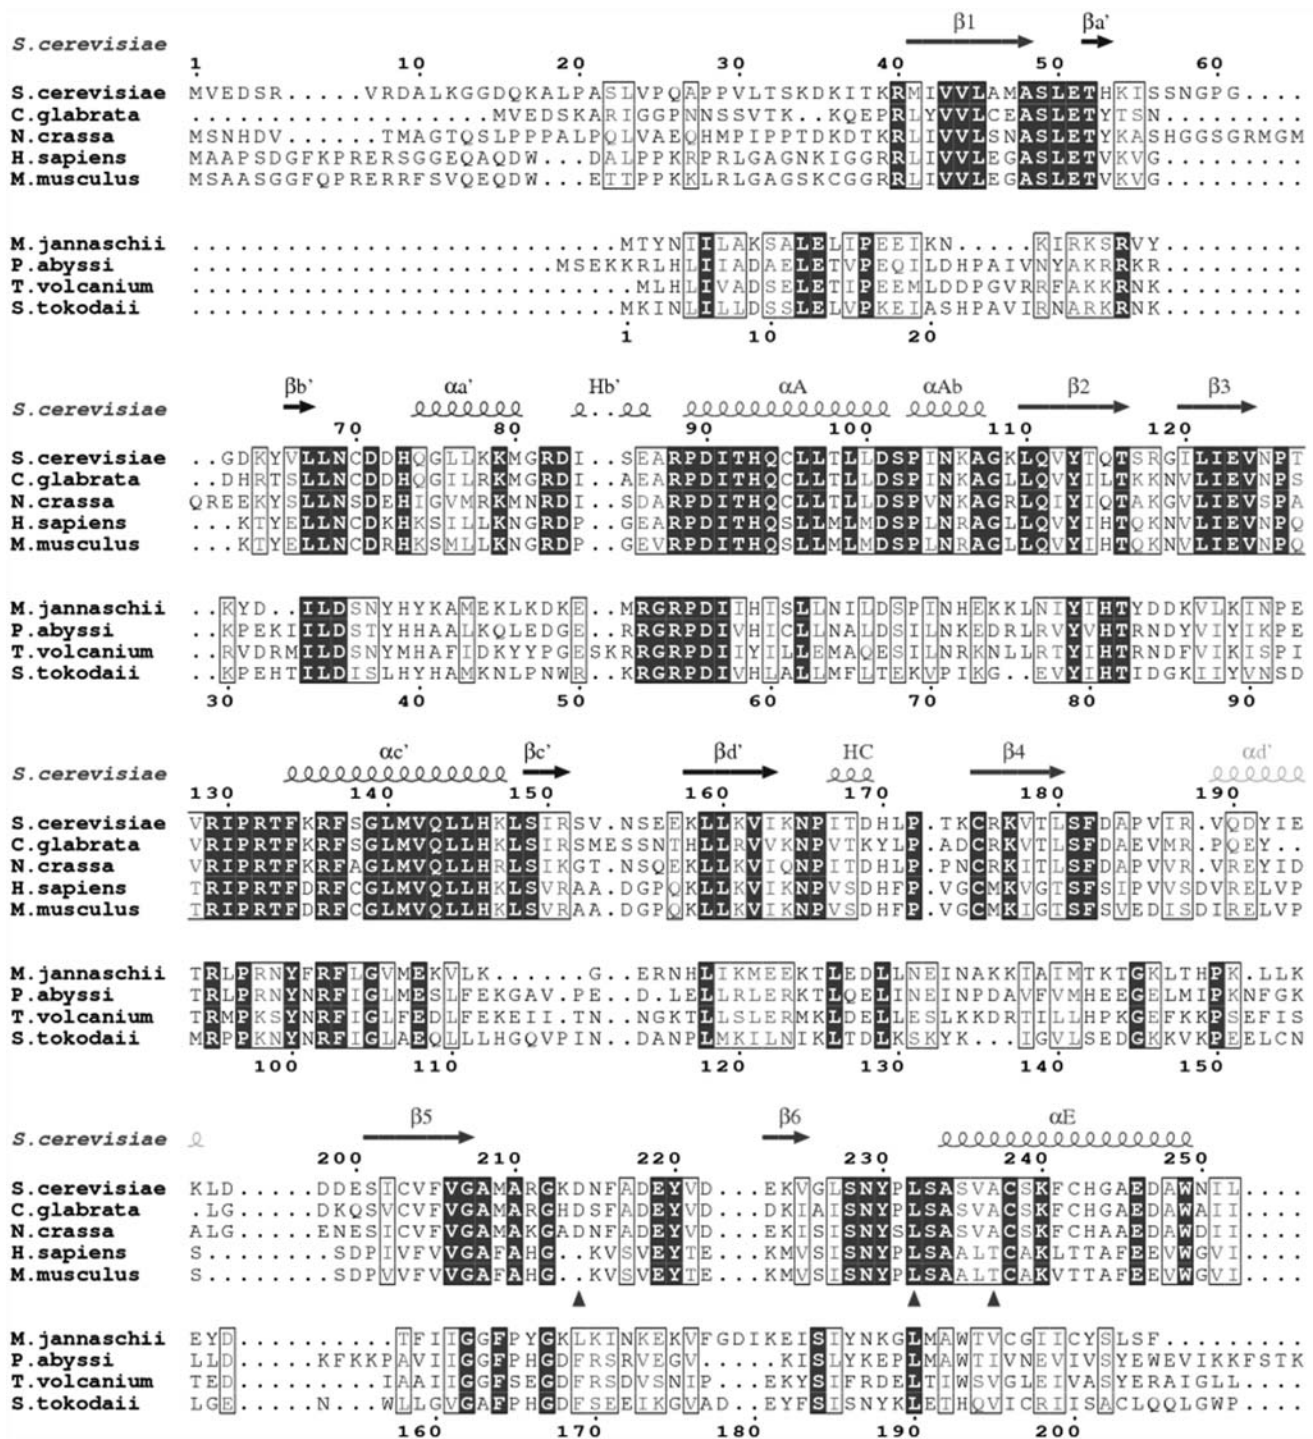 β1 βa'
S.cerevisiae
1 10 20 30 40 50 60
S.cerevisiae MVEDSR.....VRDALKGGDQKALPASLVPQAPPVLTSKDKITKRMIVVLAMASLETHKISSNGPG....
C.glabrata ...................MVEDSKARIGGPNNSSVTK..KQEPRLYVVLCEASLETYTSN.........
N.crassa MSNHDV......TMAGTQSLPPPALPQLVAEQHMPIPPTDKDTKRLIVVLSNASLETYKASHGGSGRMGM
H.sapiens MAAPSDGFKPRERSGGEQAQDW...DALPPKRPRLGAGNKIGGRRLIVVLEGASLETVKVG.........
M.musculus MSAASGGFQPRERRFSVQEQDW...ETTPPKKLRLGAGSKCGGRRLIVVLEGASLETVKVG.........
M.jannaschii ...........................MTYNIILAKSALELIPEEIKN.....KIRKSRVY.........
P.abyssi .......................MSEKKRLHLIIADAELETVPEQILDHPAIVNYAKRRKR.........
T.volcanium ............................MLHLIVADSELETIPEEMLDDPGVRRFAKKRNK.........
S.tokodaii ...........................MKINLILLDSSLELVPKEIASHPAVIRNARKRNK.........
1 10 20
βb' αa' Hb' αA αAb β2 β3
S.cerevisiae
70 80 90 100 110 120
S.cerevisiae ..GDKYVLLNCDDHQGLLKKMGRDI..SEARPDITHQCLLTLLDSPINKAGKLQVYTQTSRGILIEVNPT
C.glabrata ..DHRTSLLNCDDHQGILRKMGRDI..AEARPDITHQCLLTLLDSPINKAGLLQVYILTKKNVLIEVNPS
N.crassa QREEKYSLLNSDEHIGVMRKMNRDI..SDARPDITHQCLLTLLDSPVNKAGRLQIYIQTAKGVLIEVSPA
H.sapiens ...KTYELLNCDKHKSILLKNGRDP..GEARPDITHQSLLMLMDSPLNRAGLLQVYIHTQKNVLIEVNPQ
M.musculus ...KTYELLNCDRHKSMLLKNGRDP..GEVRPDITHQSLLMLMDSPLNRAGLLQVYIHTQKNVLIEVNPQ
M.jannaschii ..KYD..ILDSNYHYKAMEKLKDKE..MRGRPDIIHISLLNILDSPINHEKKLNIYIHTYDDKVLKINPE
P.abyssi ..KPEKIILDSTYHHAALKQLEDGE..RRGRPDIVHICLLNALDSILNKEDRLRVYVHTRNDYVIYIKPE
T.volcanium ..RVDRMILDSNYMHAFIDKYYPGESKRRGRPDIIYILLEMAQESILNRKNLLRTYIHTRNDFVIKISPI
S.tokodaii ..KPEHTILDISLHYHAMKNLPNWR..KRGRPDIVHLALLMFLTEKVPIKG..EVYIHTIDGKIIYVNSD
30 40 50 60 70 80 90
αc' βc' βd' HC β4 αd'
S.cerevisiae
130 140 150 160 170 180 190
S.cerevisiae VRIPRTFKRFSGLMVQLLHKLSIRSV.NSEEKLLKVIKNPITDHLP.TKCRKVTLSFDAPVIR.VQDYIE
C.glabrata VRIPRTFKRFSGLMVQLLHKLSIRSMESSNTHLLRVVKNPVTKYLP.ADCRKVTLSFDAPVMR.PQEY..
N.crassa VRIPRTFKRFAGLMVQLLHRLSIKGT.NSQEKLLKVIQNPITDHLP.PNCRKITLSFDAPVVR.VREYID
H.sapiens TRIPRTFDRFCGLMVQLLHKLSVRAA.DGPQKLLKVIKNPVSDHFP.VGCMKVGTSFSIPVVSDVRELVP
M.musculus TRIPRTFDRFCGLMVQLLHKLSVRAA.DGPQKLLKVIKNPVSDHFP.VGCMKIGTSFSVEDISDIRELVP
M.jannaschii TRLPRNYFRFLGVMEKVLK......G..ERNHLIKMEEKTLEDLLNEINAKKIAIMTKTGKLTHPK.LLK
P.abyssi TRLPRNYNRFIGLMESLFEKGAV.PE..D.LELLRLERKTLQELINEINPDAVFVMHEEGELMIPKNFGK
T.volcanium TRMPKSYNRFIGLFEDLFEKEII.TN..NGKTLLSLERMKLDELLESLKKDRTILLHPKGEFKKPSEFIS
S.tokodaii MRPPKNYNRFIGLAEQLLLHGQVPIN..DANPLMKILNIKLTDLKSKYK...IGVLSEDGKKVKPEELCN
100 110 120 130 140 150
β5 β6 αE
S.cerevisiae
200 210 220 230 240 250
S.cerevisiae KLD.....DDESICVFVGAMARGKDNFADEYVD...EKVGLSNYPLSASVACSKFCHGAEDAWNIL....
C.glabrata .LG.....DKQSVCVFVGAMARGHDSFADEYVD...DKIAISNYPLSASVACSKFCHGAEDAWAIL....
N.crassa ALG.....ENESICVFVGAMAKGADNFADEYVD...EKISISNYSLSASVACSKFCHAAEDAWDII....
H.sapiens S........SDPIVFVVGAFAHG..KVSVEYTE...KMVSISNYPLSAALTCAKLTTAFEEVWGVI....
M.musculus S........SDPVVFVVGAFAHG..KVSVEYTE...KMVSISNYPLSAALTCAKVTTAFEEVWGVI....
M.jannaschii EYD..........TFIIGGFPYGKLKINKEKVFGDIKEISIYNKGLMAWTVCGIICYSLSF.........
P.abyssi LLD.....KFKKPAVIIGGFPHGDFRSRVEGV.....KISLYKEPLMAWTIVNEVIVSYEWEVIKKFSTK
T.volcanium TED.........IAAIIGGFSEGDFRSDVSNIP...EKYSIFRDELTIWSVGLEIVASYERAIGLL....
S.tokodaii LGE.....N...WLLGVGAFPHGDFSEEIKGVAD..EYFSISNYKLETHQVICRIISACLQQLGWP....
160 170 180 190 200